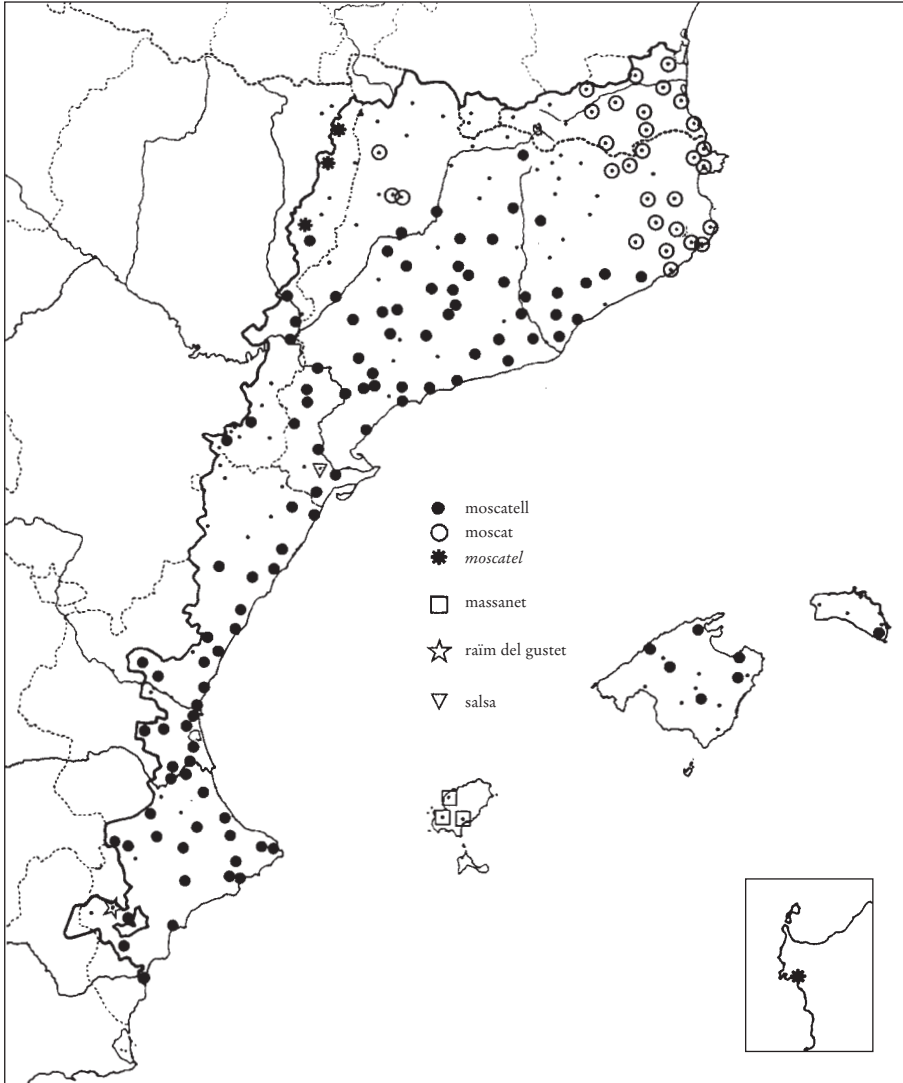 moscatell
moscat
moscatel
massanet
raïm del gustet
salsa